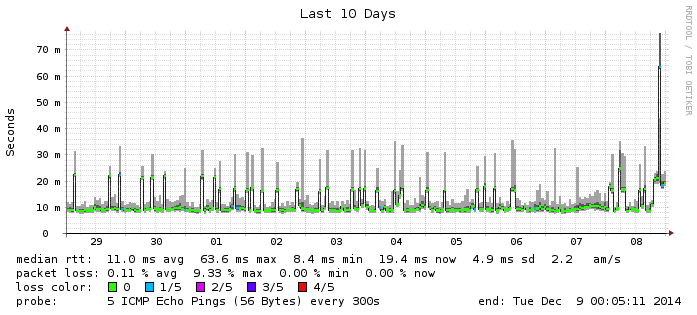 Last 10 Days
RRDTOOL / TOBI OETIKER
Seconds
70 m
60 m
50 m
40 m
30 m
20 m
10 m
0
29 30 01 02 03 04 05 06 07 08
median rtt: 11.0 ms avg 63.6 ms max 8.4 ms min 19.4 ms now 4.9 ms sd 2.2 am/s
packet loss: 0.11 % avg 9.33 % max 0.00 % min 0.00 % now
loss color: 0 1/5 2/5 3/5 4/5
probe: 5 ICMP Echo Pings (56 Bytes) every 300s end: Tue Dec 9 00:05:11 2014